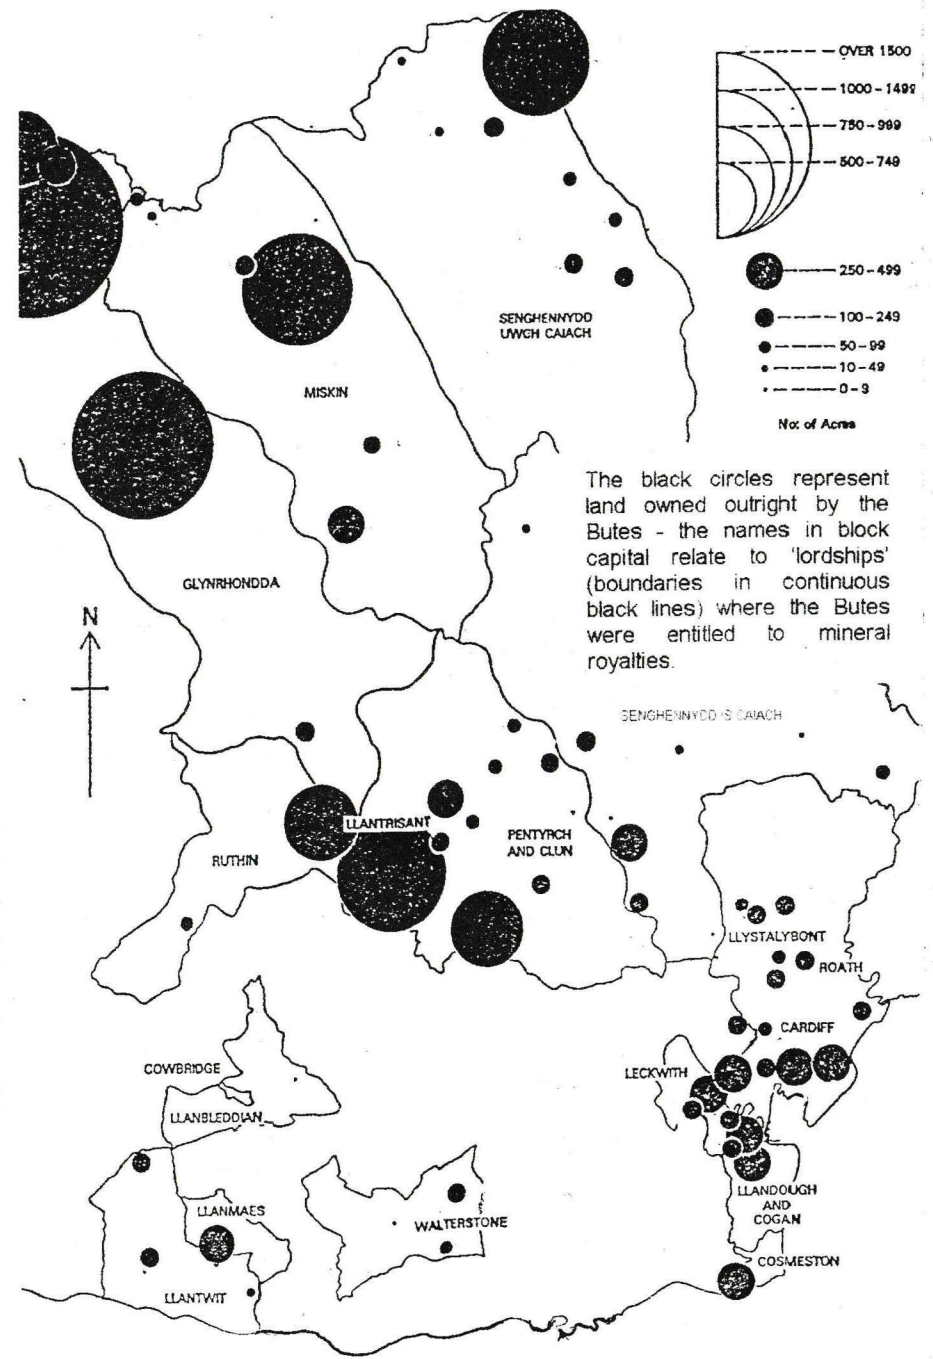 OVER 1500
1000-1499
750-999
500-749
250-499
100-249
50-99
10-49
0-9
No: of Acres
SENGHENNYDD
UWCH CAIACH
MISKIN
The black circles represent
land owned outright by the
Butes - the names in block
capital relate to 'lordships'
(boundaries in continuous
black lines) where the Butes
were entitled to mineral
royalties.
GLYNRHONDDA
N
SENGHENNYDD IS CAIACH
LLANTRISANT
PENTYRCH
AND CLUN
RUTHIN
LLYSTALYBONT
ROATH
CARDIFF
COWBRIDGE
LECKWITH
LLANBLEDDIAN
LLANDOUGH
AND
COGAN
LLANMAES
WALTERSTONE
COSMESTON
LLANTWIT